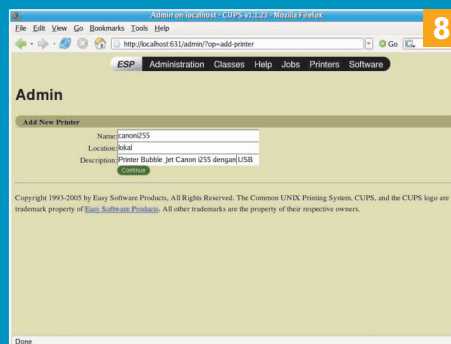 Admin on localhost - CUPS v1.1.23 - Mozilla Firefox
8
File Edit View Go Bookmarks Tools Help
http://localhost:631/admin/?op=add-printer
Go
ESP Administration Classes Help Jobs Printers Software
Admin
Add New Printer
Name: canoni255
Location: lokal
Description: Printer Bubble Jet Canon i255 dengan USB
Continue
Copyright 1993-2005 by Easy Software Products, All Rights Reserved. The Common UNIX Printing System, CUPS, and the CUPS logo are the
trademark property of Easy Software Products. All other trademarks are the property of their respective owners.
Done